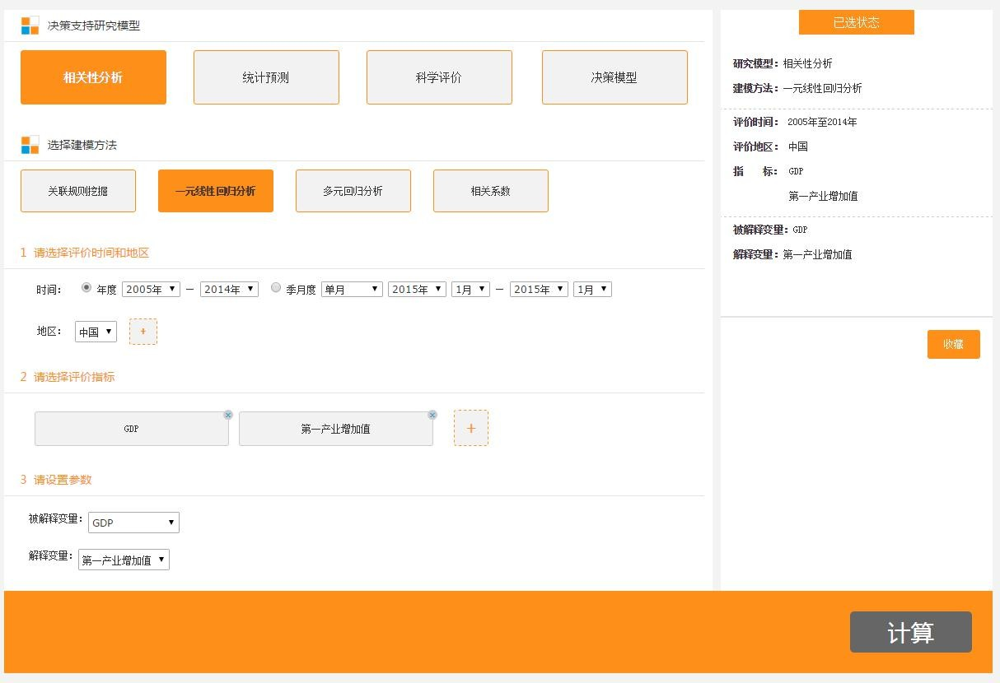 决策支持研究模型
相关性分析 统计预测 科学评价 决策模型
选择建模方法
关联规则挖掘 一元线性回归分析 多元回归分析 相关系数
1 请选择评价时间和地区
时间： 年度 2005年 — 2014年 季月度 单月 2015年 1月 — 2015年 1月
地区： 中国 +
2 请选择评价指标
GDP 第一产业增加值 +
3 请设置参数
被解释变量： GDP
解释变量： 第一产业增加值
已选状态
研究模型：相关性分析
建模方法：一元线性回归分析
评价时间： 2005年至2014年
评价地区： 中国
指 标： GDP
第一产业增加值
被解释变量：GDP
解释变量：第一产业增加值
收藏
计算